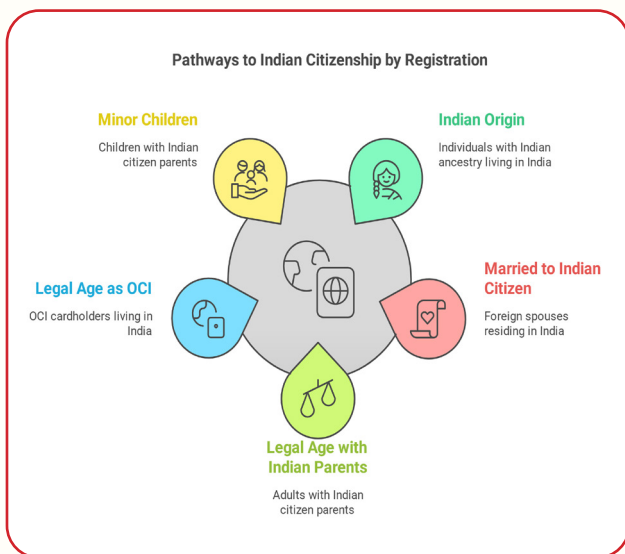 Pathways to Indian Citizenship by Registration
Minor Children
Children with Indian
citizen parents
Indian Origin
Individuals with Indian
ancestry living in India
Legal Age as OCI
OCI cardholders living in
India
Married to Indian
Citizen
Foreign spouses
residing in India
Legal Age with
Indian Parents
Adults with Indian
citizen parents